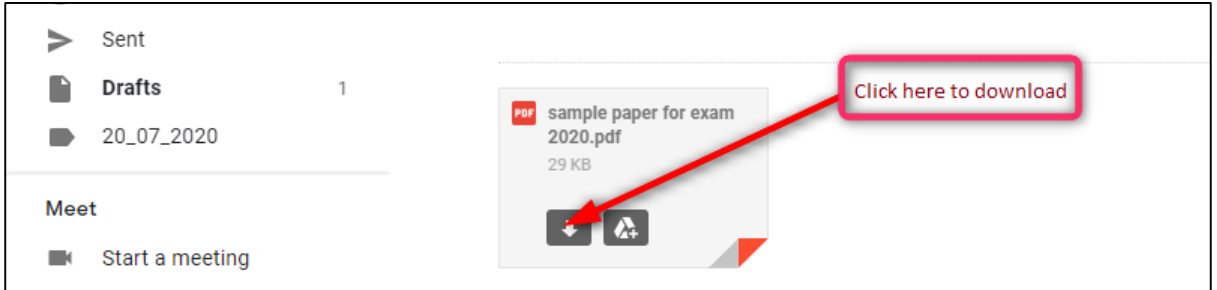 Sent
Drafts 1
20_07_2020
Meet
Start a meeting
Click here to download
PDF sample paper for exam
2020.pdf
29 KB